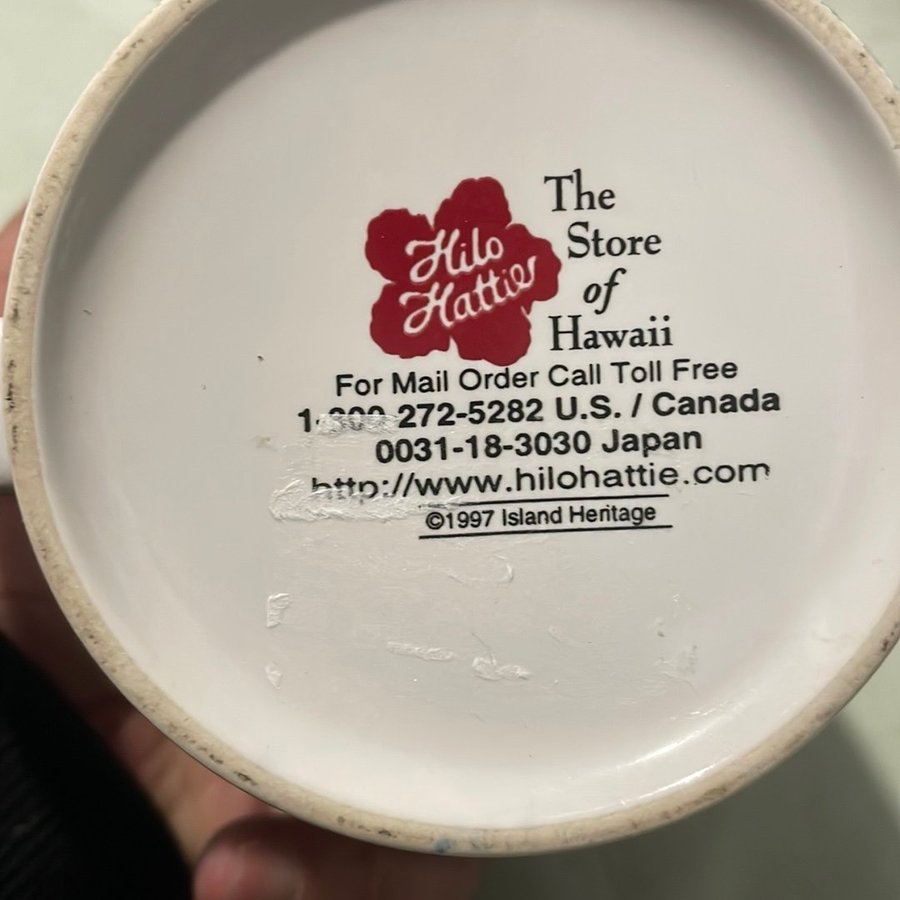 Hilo
Hattie
The
Store
of
Hawaii
For Mail Order Call Toll Free
272-5282 U.S. / Canada
0031-18-3030 Japan
http://www.hilohattie.com
©1997 Island Heritage